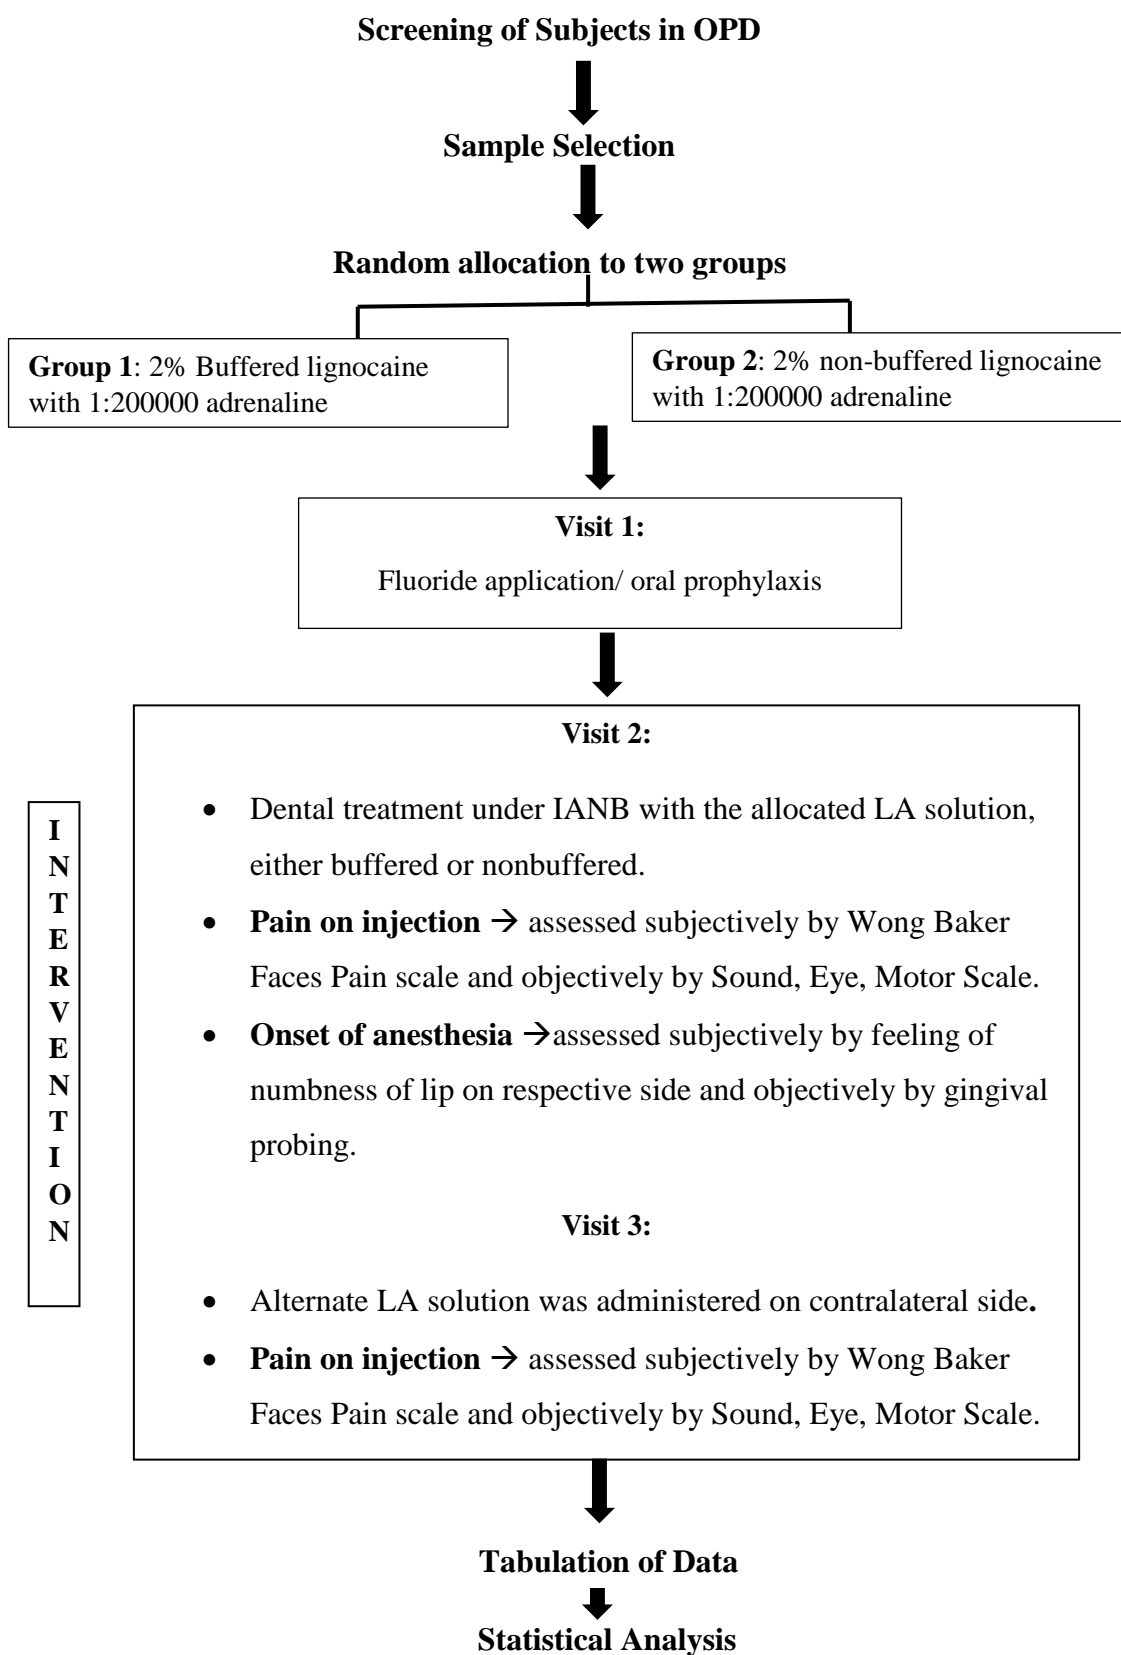 Screening of Subjects in OPD
Sample Selection
Random allocation to two groups
Group 1: 2% Buffered lignocaine
with 1:200000 adrenaline
Group 2: 2% non-buffered lignocaine
with 1:200000 adrenaline
Visit 1:
Fluoride application/ oral prophylaxis
INTERVENTION
Visit 2:
• Dental treatment under IANB with the allocated LA solution,
either buffered or nonbuffered.
• Pain on injection → assessed subjectively by Wong Baker
Faces Pain scale and objectively by Sound, Eye, Motor Scale.
• Onset of anesthesia →assessed subjectively by feeling of
numbness of lip on respective side and objectively by gingival
probing.
Visit 3:
• Alternate LA solution was administered on contralateral side.
• Pain on injection → assessed subjectively by Wong Baker
Faces Pain scale and objectively by Sound, Eye, Motor Scale.
Tabulation of Data
Statistical Analysis